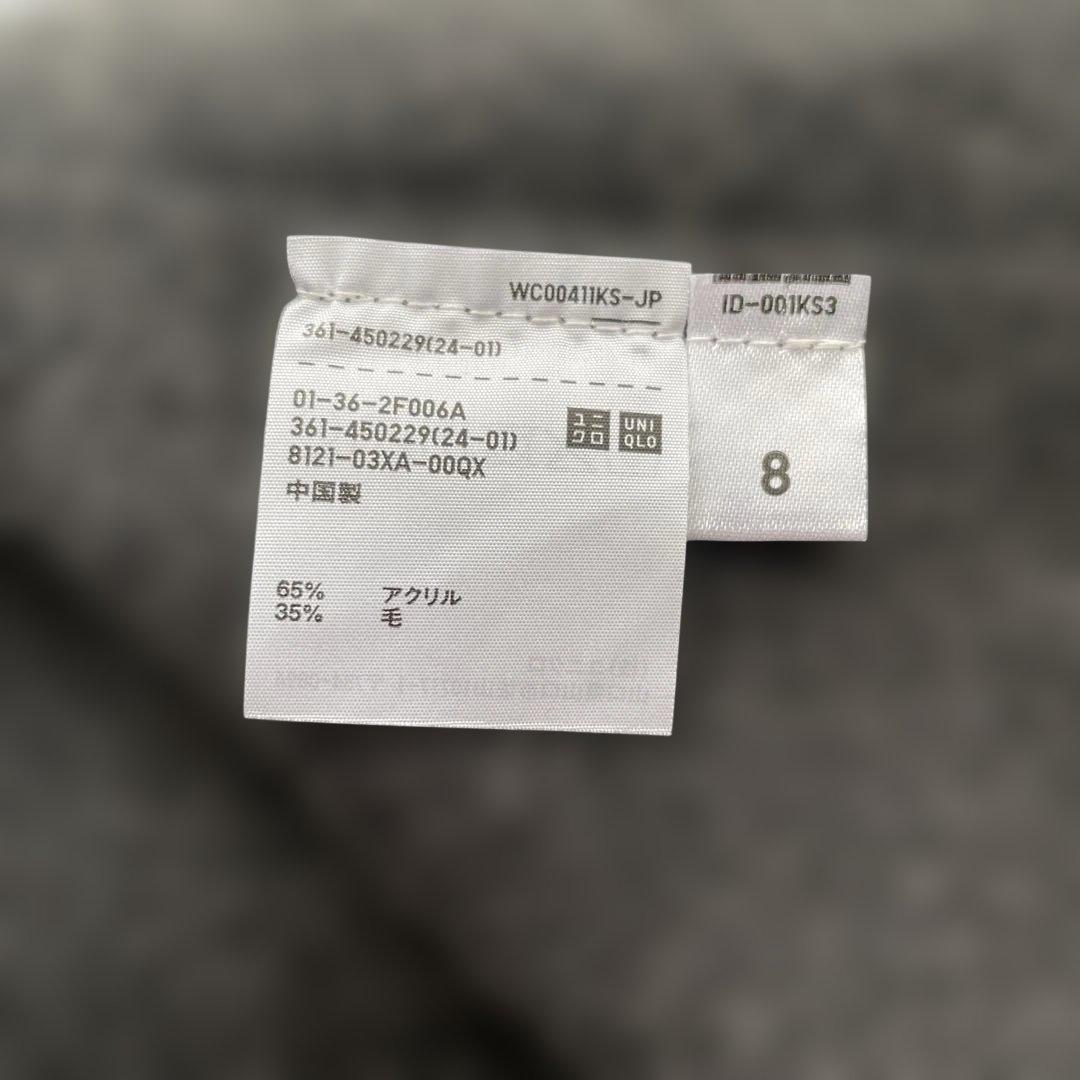 WC00411KS-JP
ID-001KS3
361-450229(24-01)
01-36-2F006A
361-450229(24-01)
8121-03XA-00QX
中国製
ユニ
クロ
UNI
QLO
8
65% アクリル
35% 毛